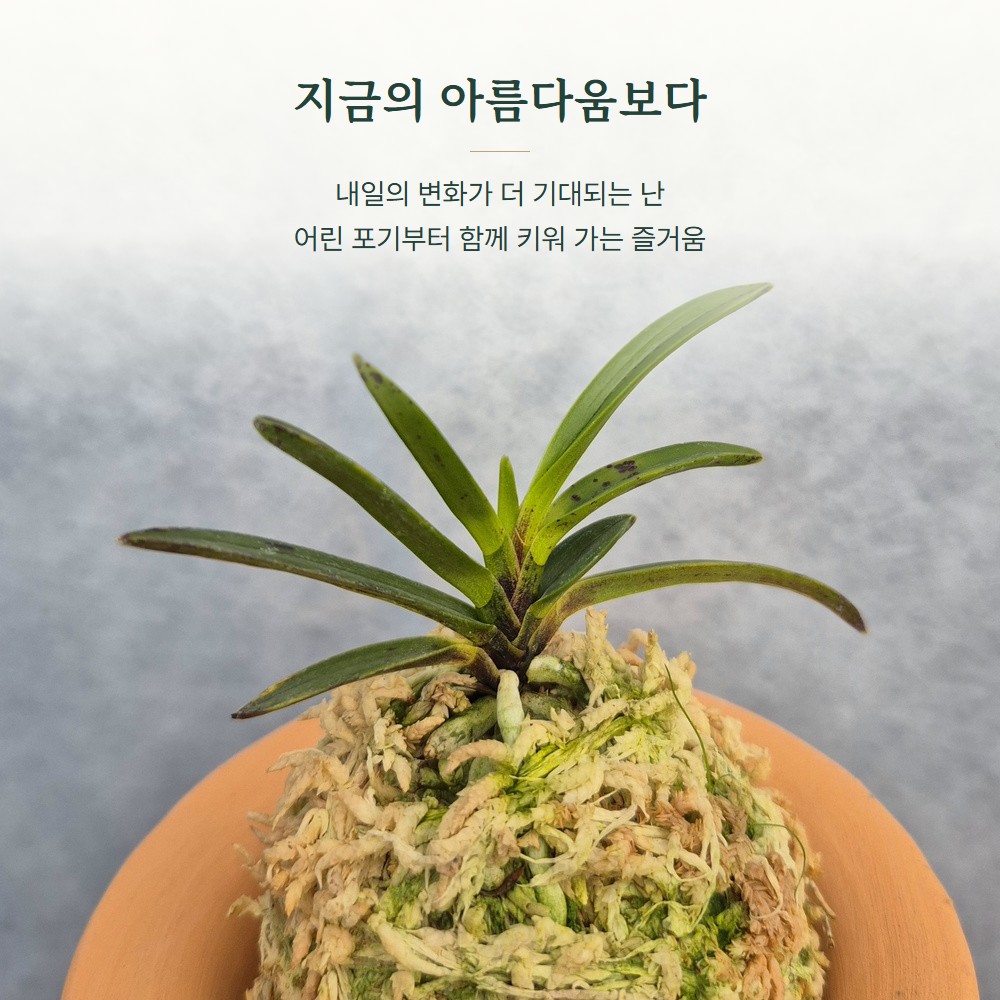 지금의 아름다움보다
내일의 변화가 더 기대되는 난
어린 포기부터 함께 키워 가는 즐거움